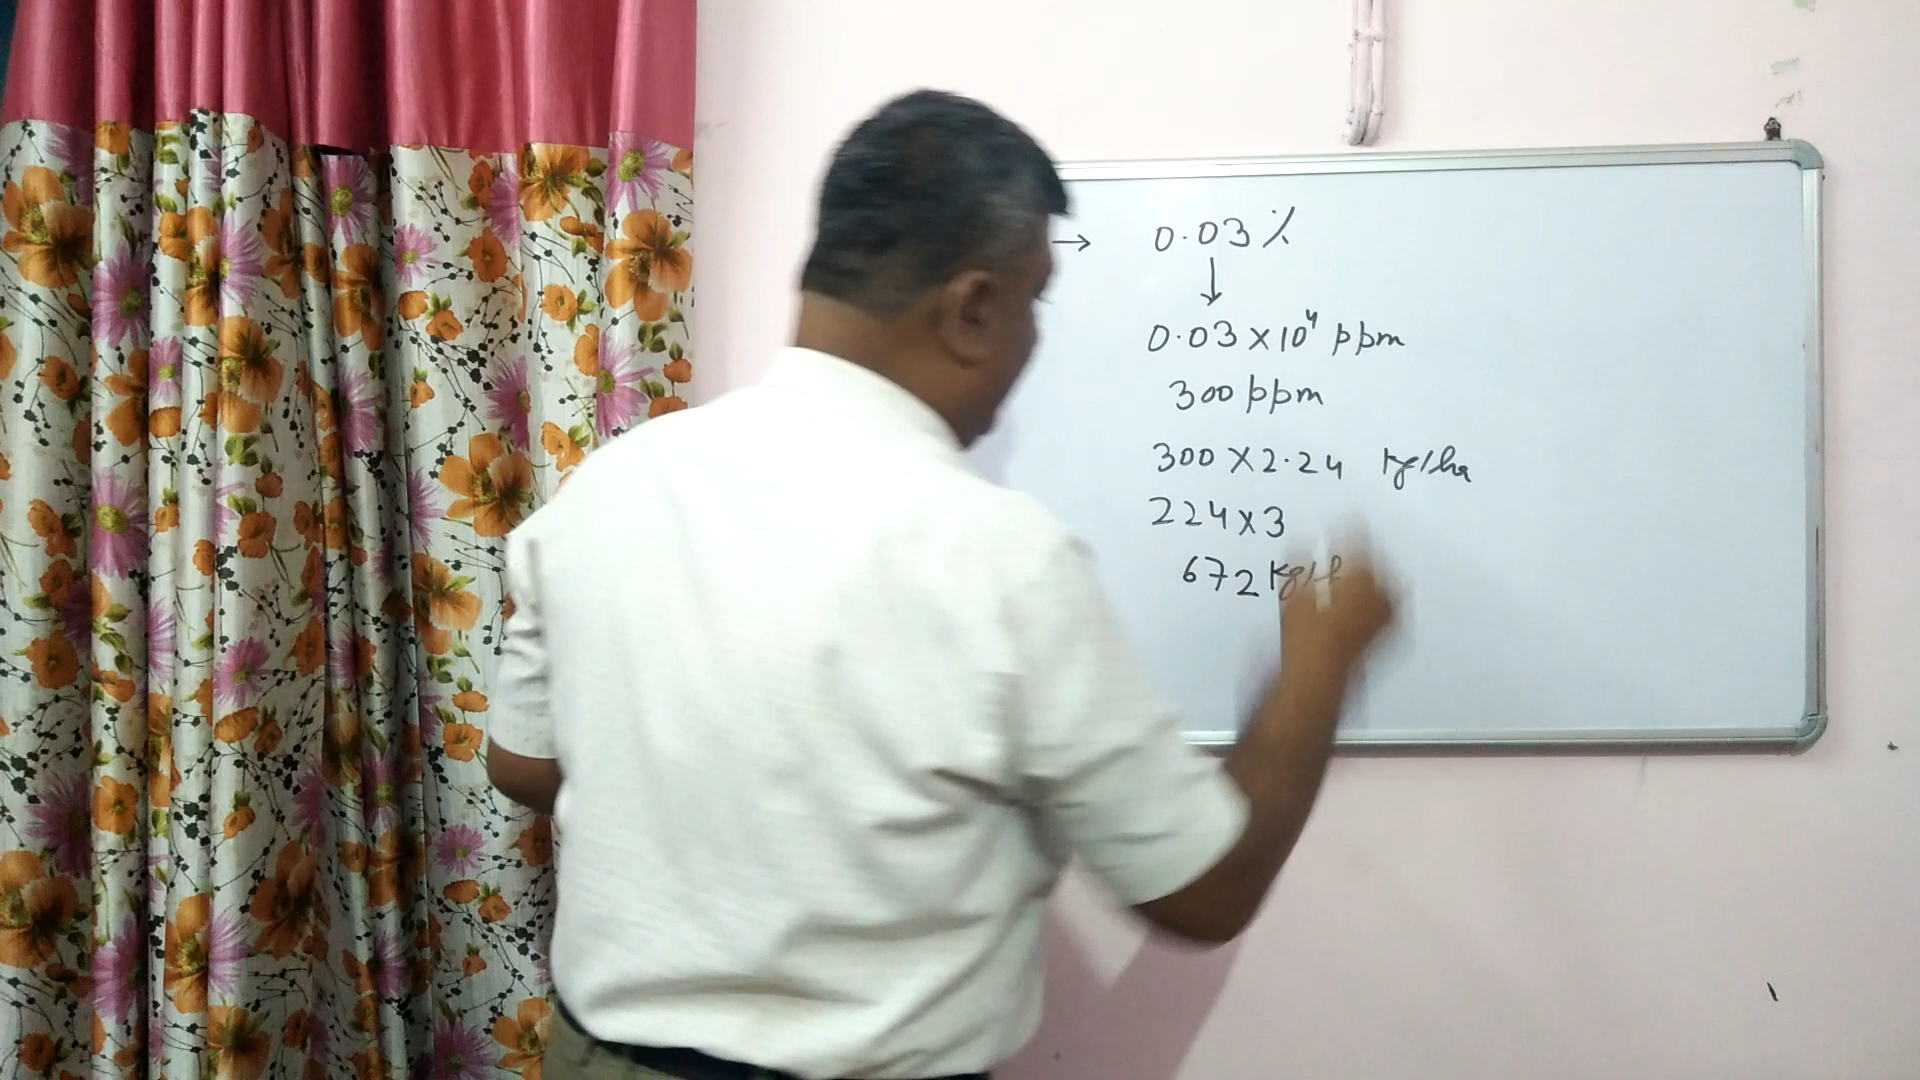 → 0.03%
↓
0.03×10⁴ ppm
300 ppm
300×2.24 kg/ha
224×3
672 kg/h